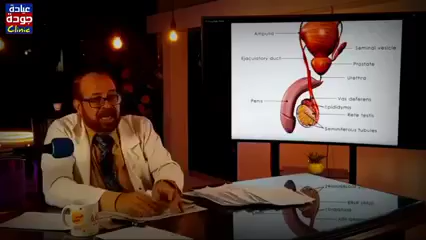 عيادة
جودة
Clinic
Ampulla
Seminal vesicle
Ejaculatory duct
Prostate
Urethra
Penis
Vas deferens
Epididymis
Rete testis
Seminiferous tubules